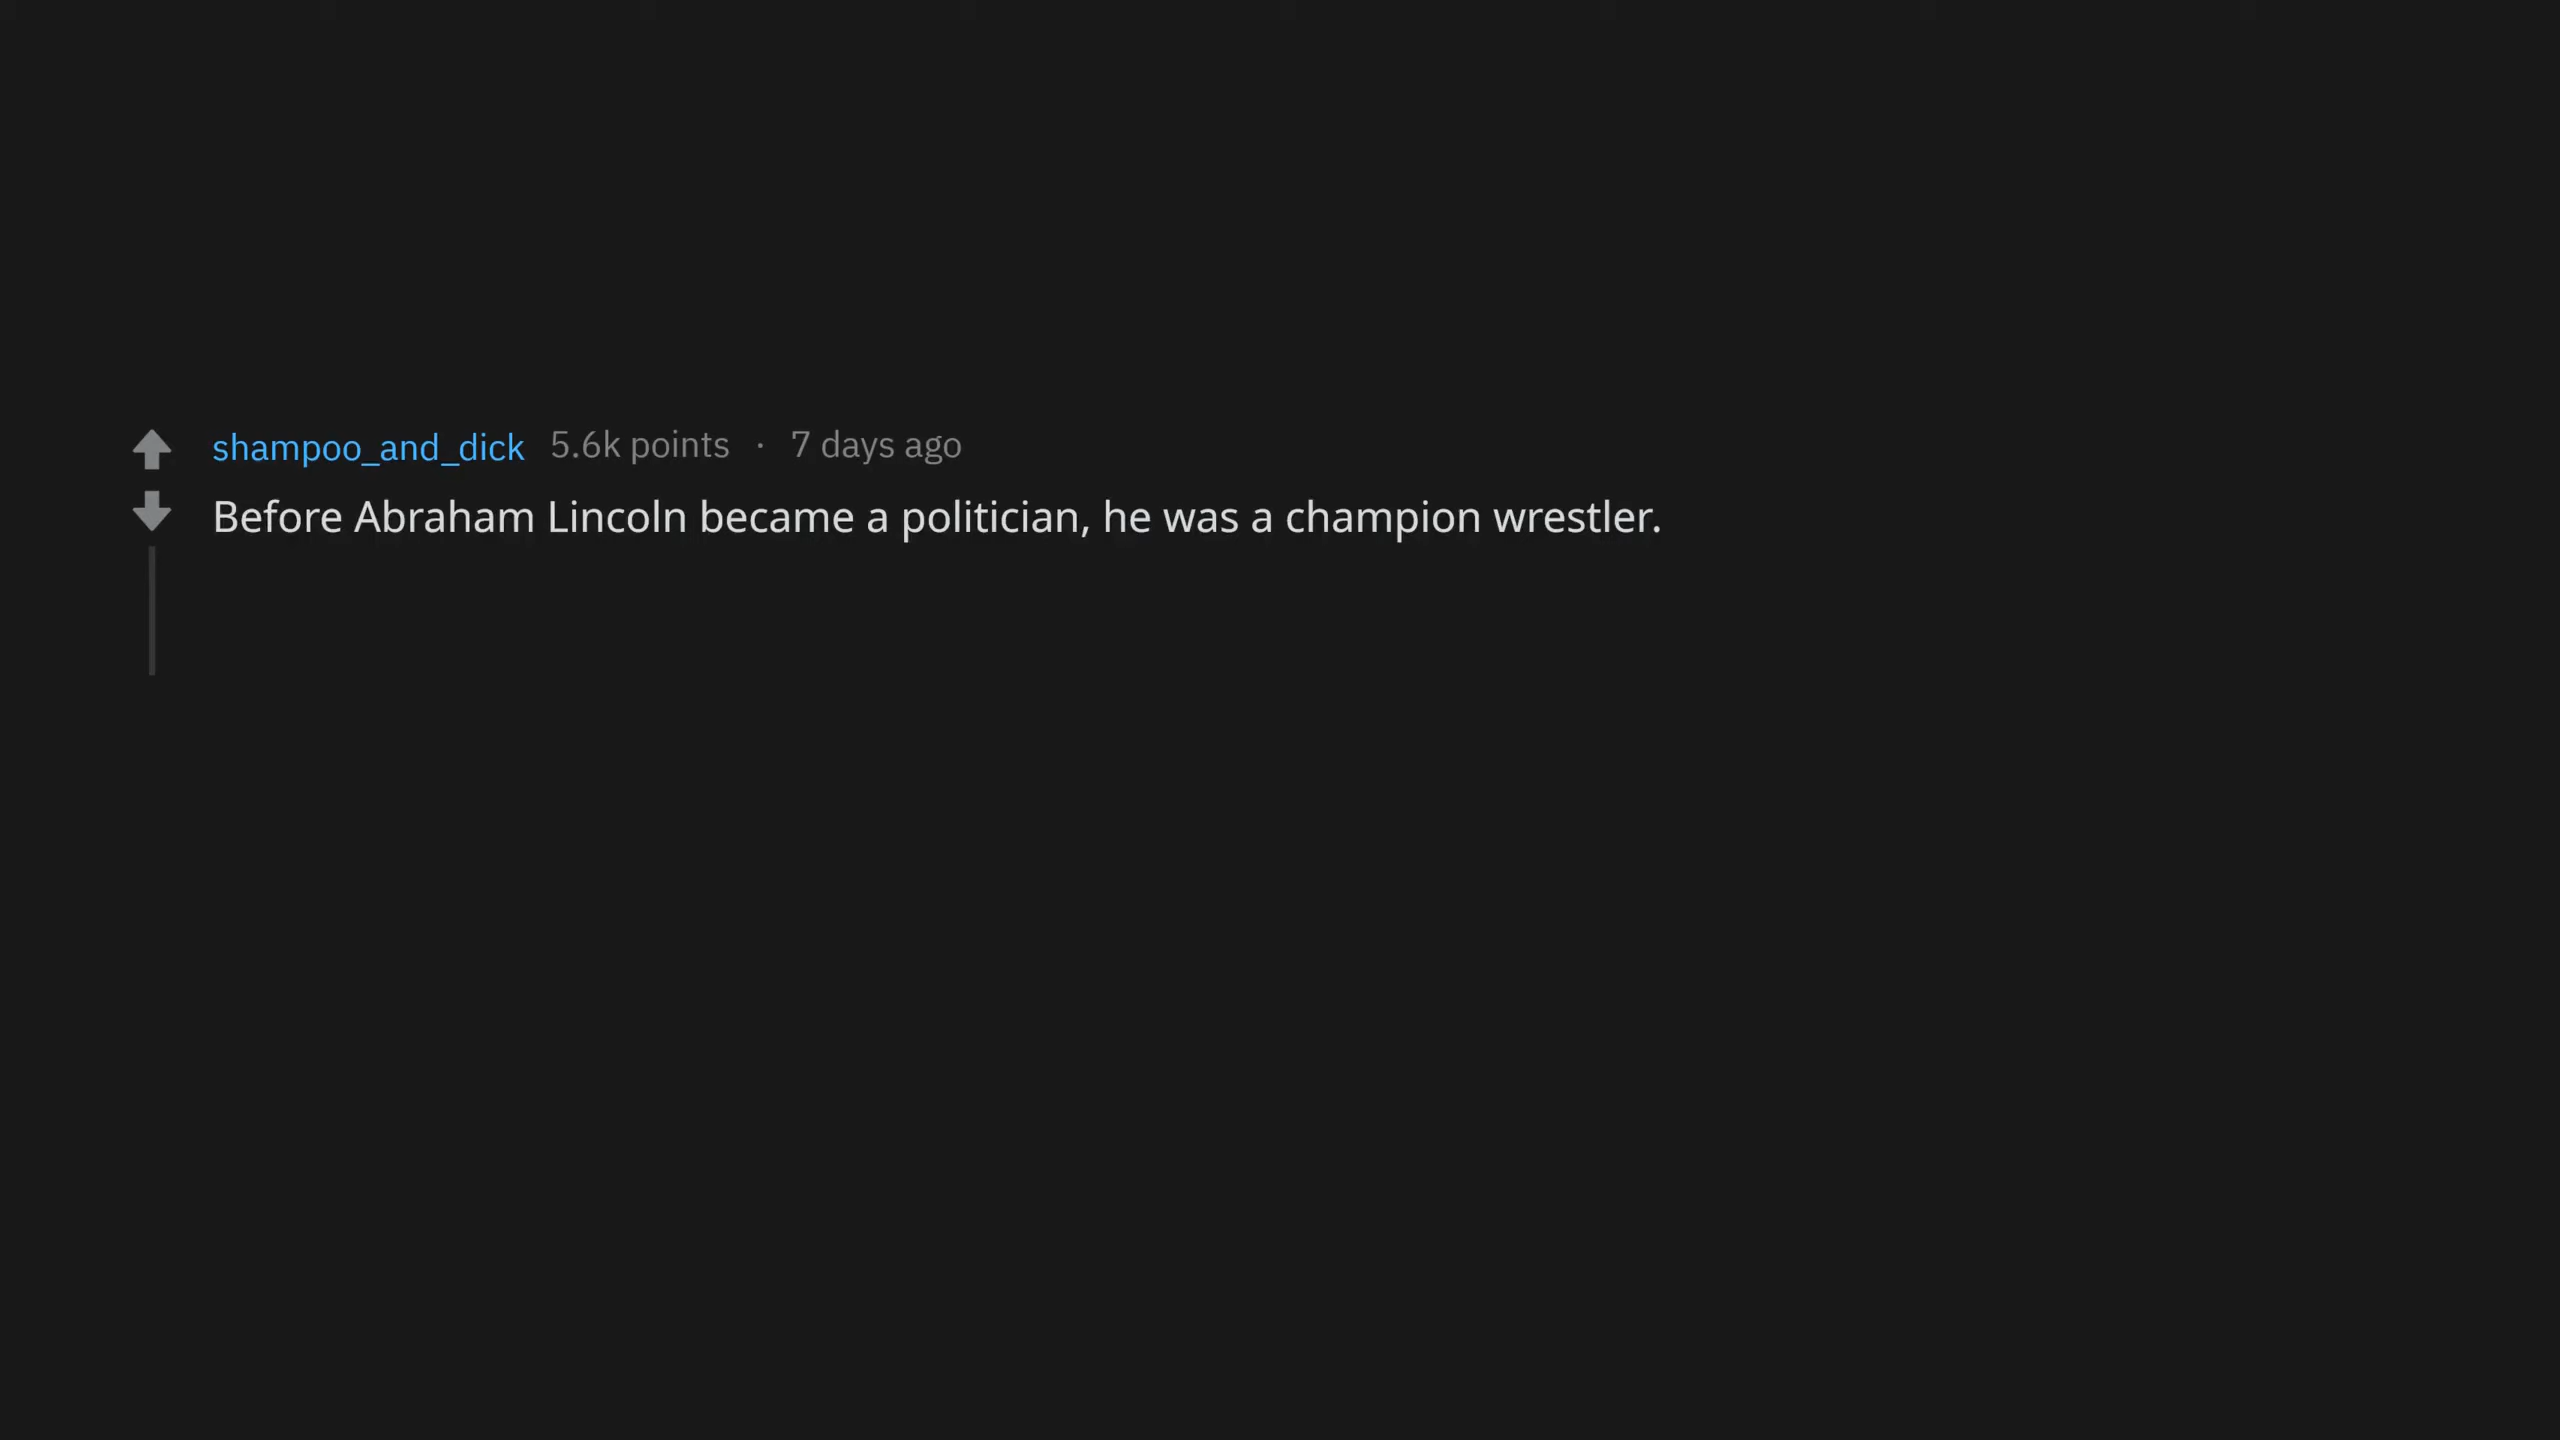 shampoo_and_dick 5.6k points · 7 days ago
Before Abraham Lincoln became a politician, he was a champion wrestler.